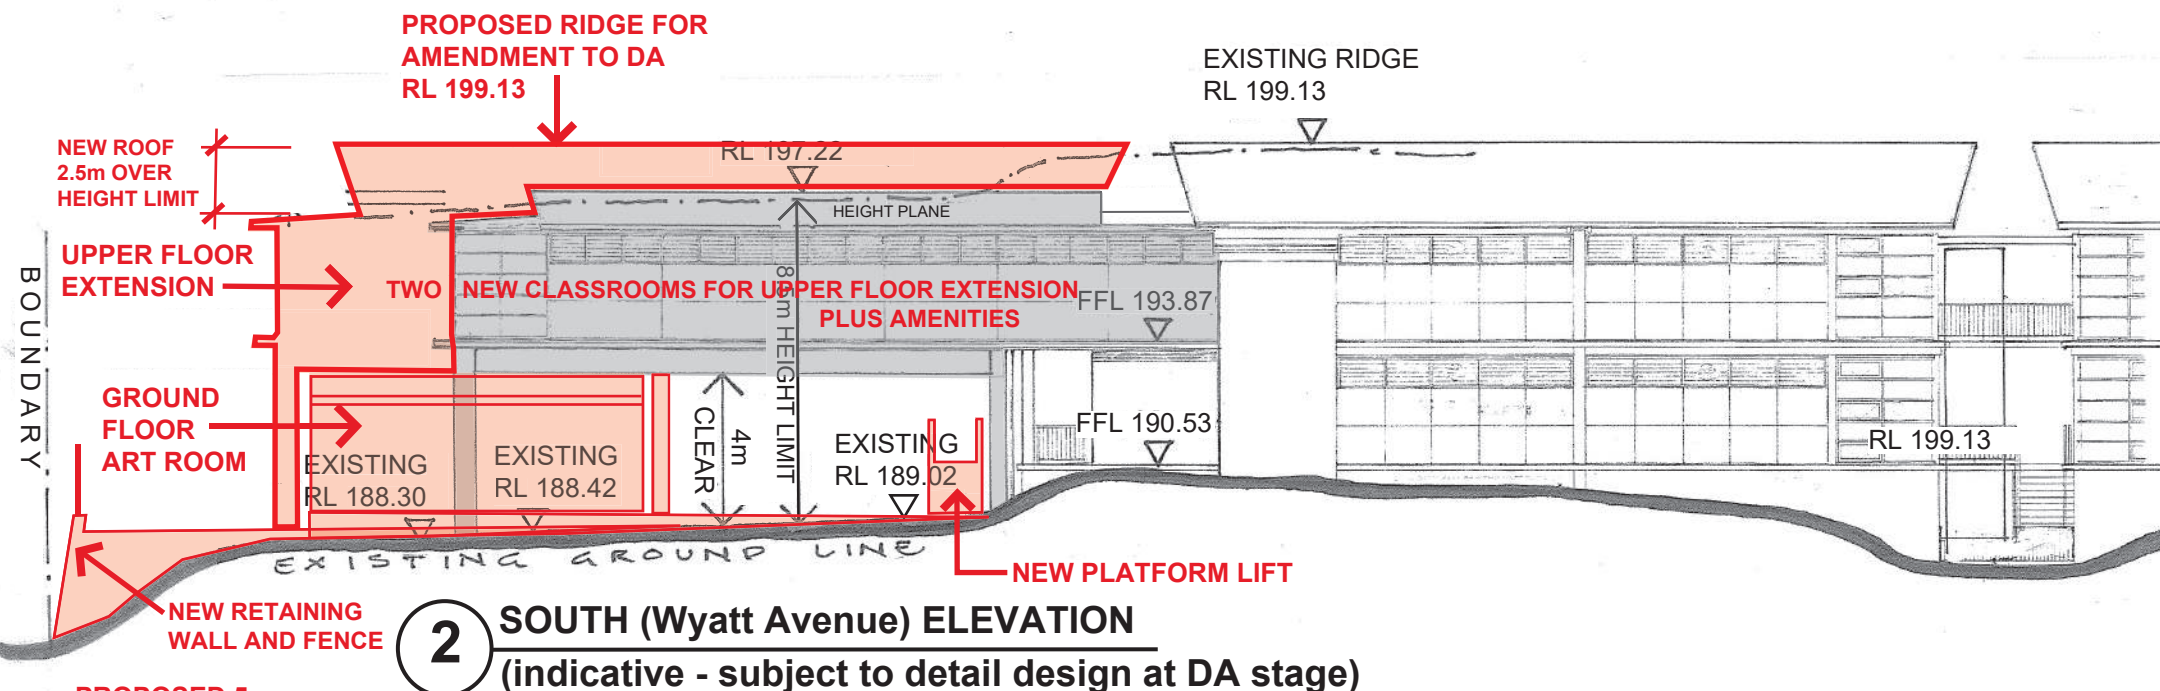 PROPOSED RIDGE FOR
AMENDMENT TO DA
RL 199.13
EXISTING RIDGE
RL 199.13
NEW ROOF
2.5m OVER
HEIGHT LIMIT
RL 197.22
HEIGHT PLANE
UPPER FLOOR
EXTENSION
TWO NEW CLASSROOMS FOR UPPER FLOOR EXTENSION
PLUS AMENITIES
FFL 193.87
8.5m HEIGHT LIMIT
BOUNDARY
GROUND
FLOOR
ART ROOM
EXISTING
RL 188.30
EXISTING
RL 188.42
4m
CLEAR
EXISTING
RL 189.02
FFL 190.53
RL 199.13
EXISTING GROUND LINE
NEW PLATFORM LIFT
NEW RETAINING
WALL AND FENCE
2
SOUTH (Wyatt Avenue) ELEVATION
(indicative - subject to detail design at DA stage)
PROPOSED